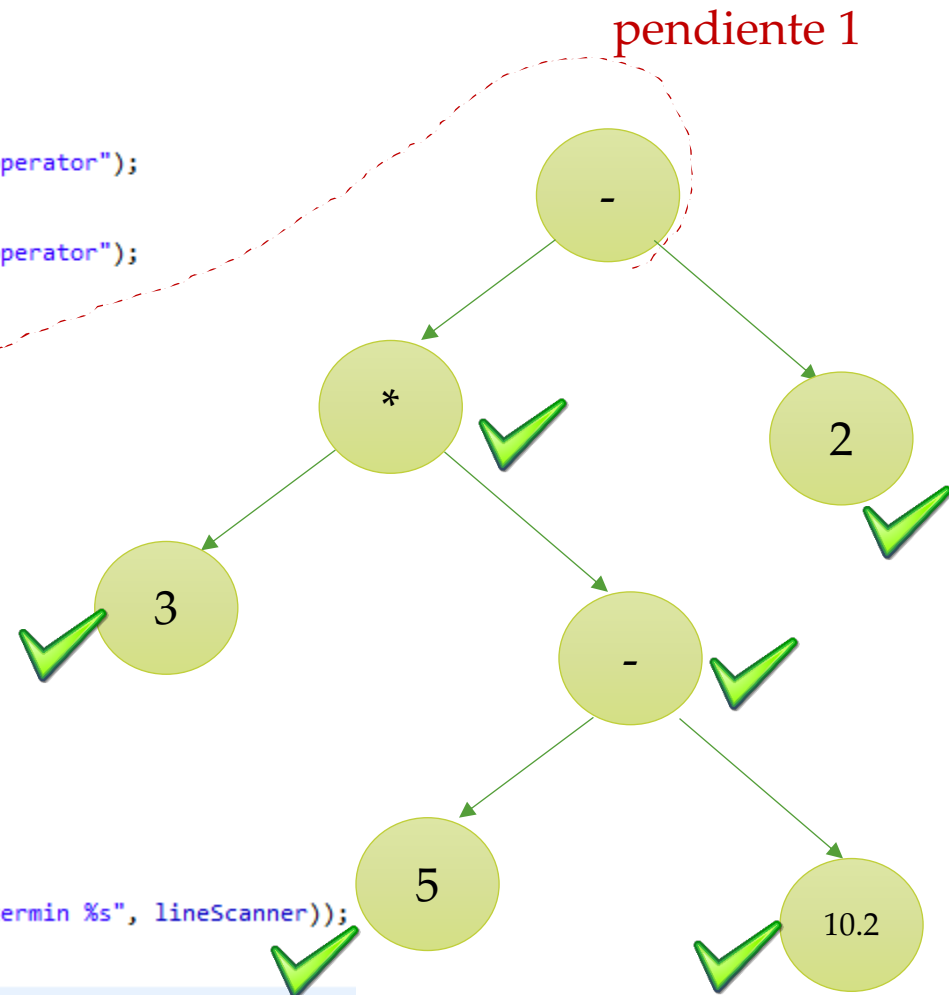 pendiente 1
perator");
-
perator");
*
2
3
-
5
ermin %s", lineScanner));
10.2